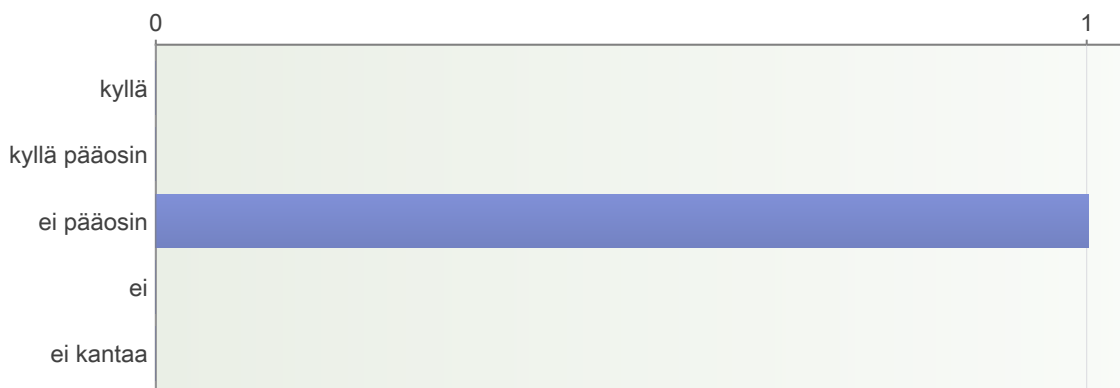 0 1
kyllä
kyllä pääosin
ei pääosin
ei
ei kantaa